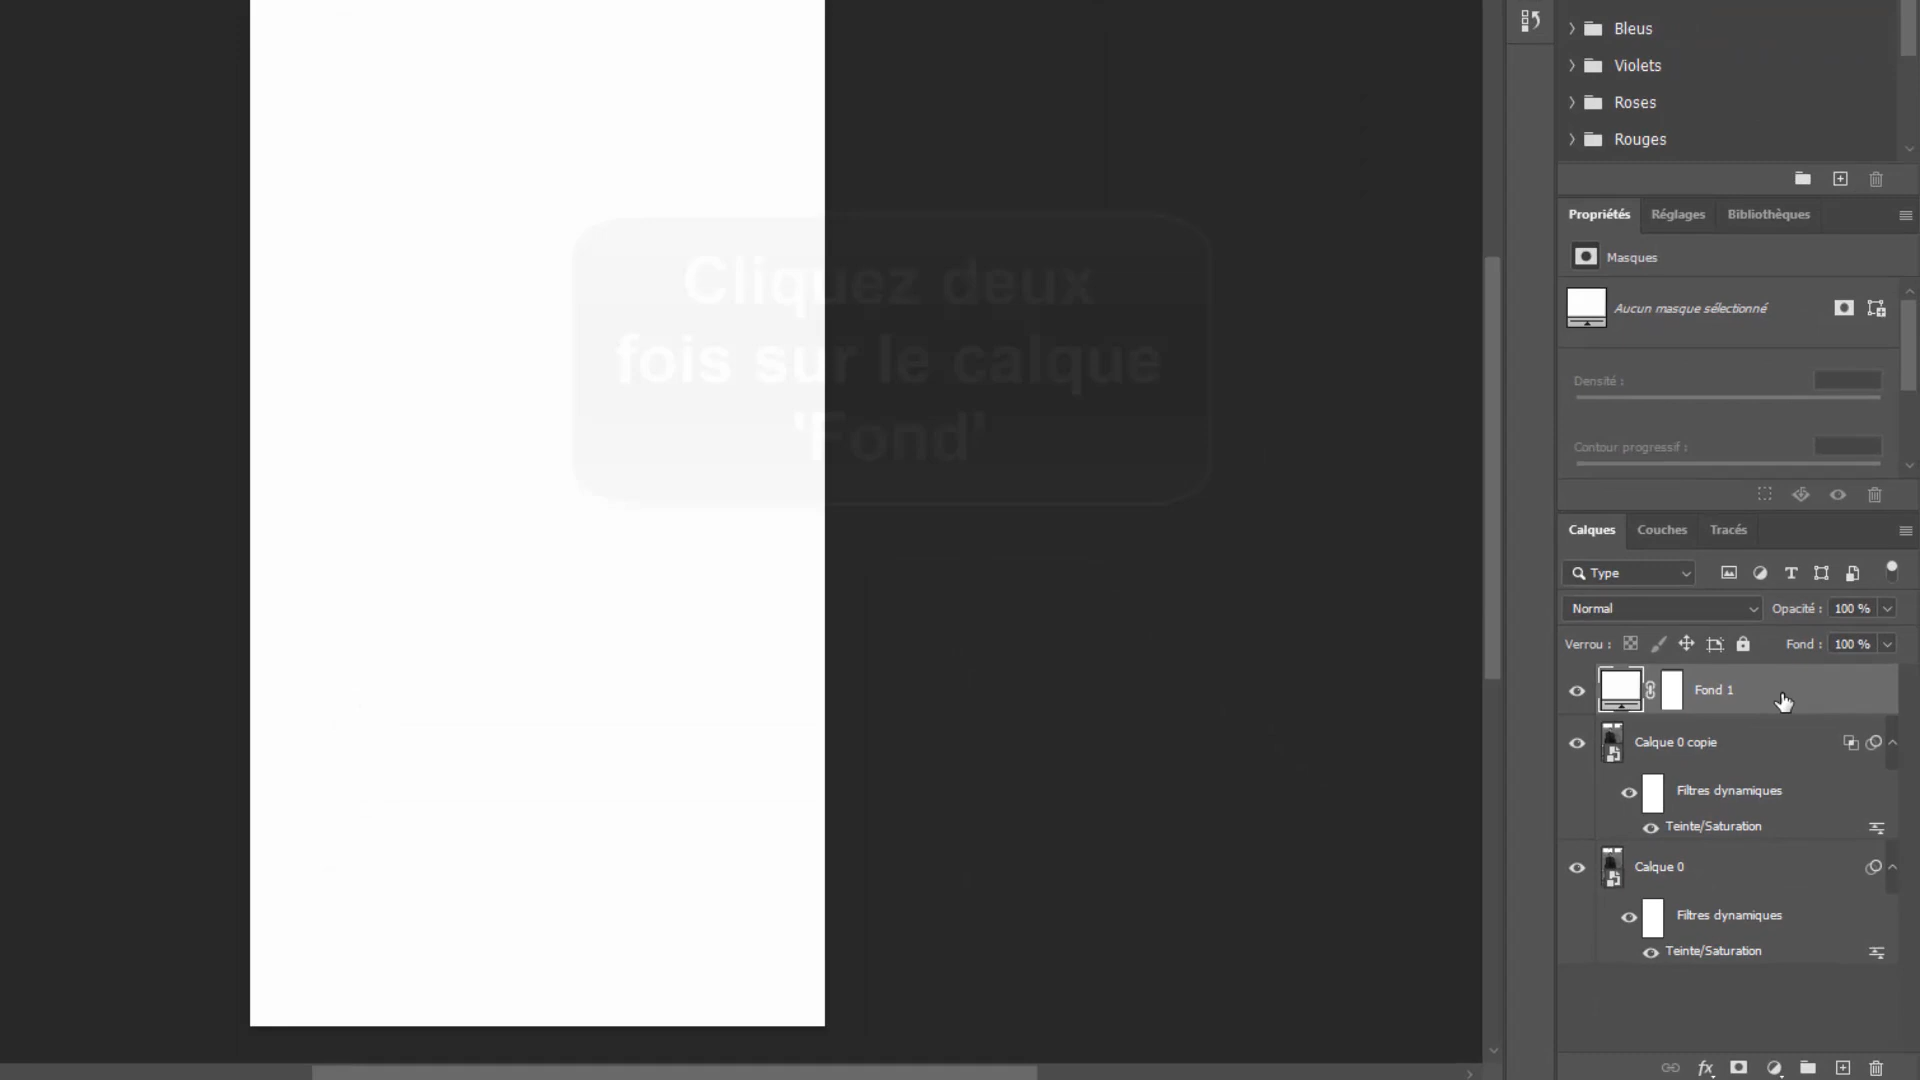 Bleus
Violets
Roses
Rouges
Propriétés Réglages Bibliothèques
Masques
Aucun masque sélectionné
Densité :
Contour progressif :
Cliquez deux
fois sur le calque
'Fond'
Calques Couches Tracés
Type
Normal Opacité : 100 %
Verrou : Fond : 100 %
Fond 1
Calque 0 copie
Filtres dynamiques
Teinte/Saturation
Calque 0
Filtres dynamiques
Teinte/Saturation
fx